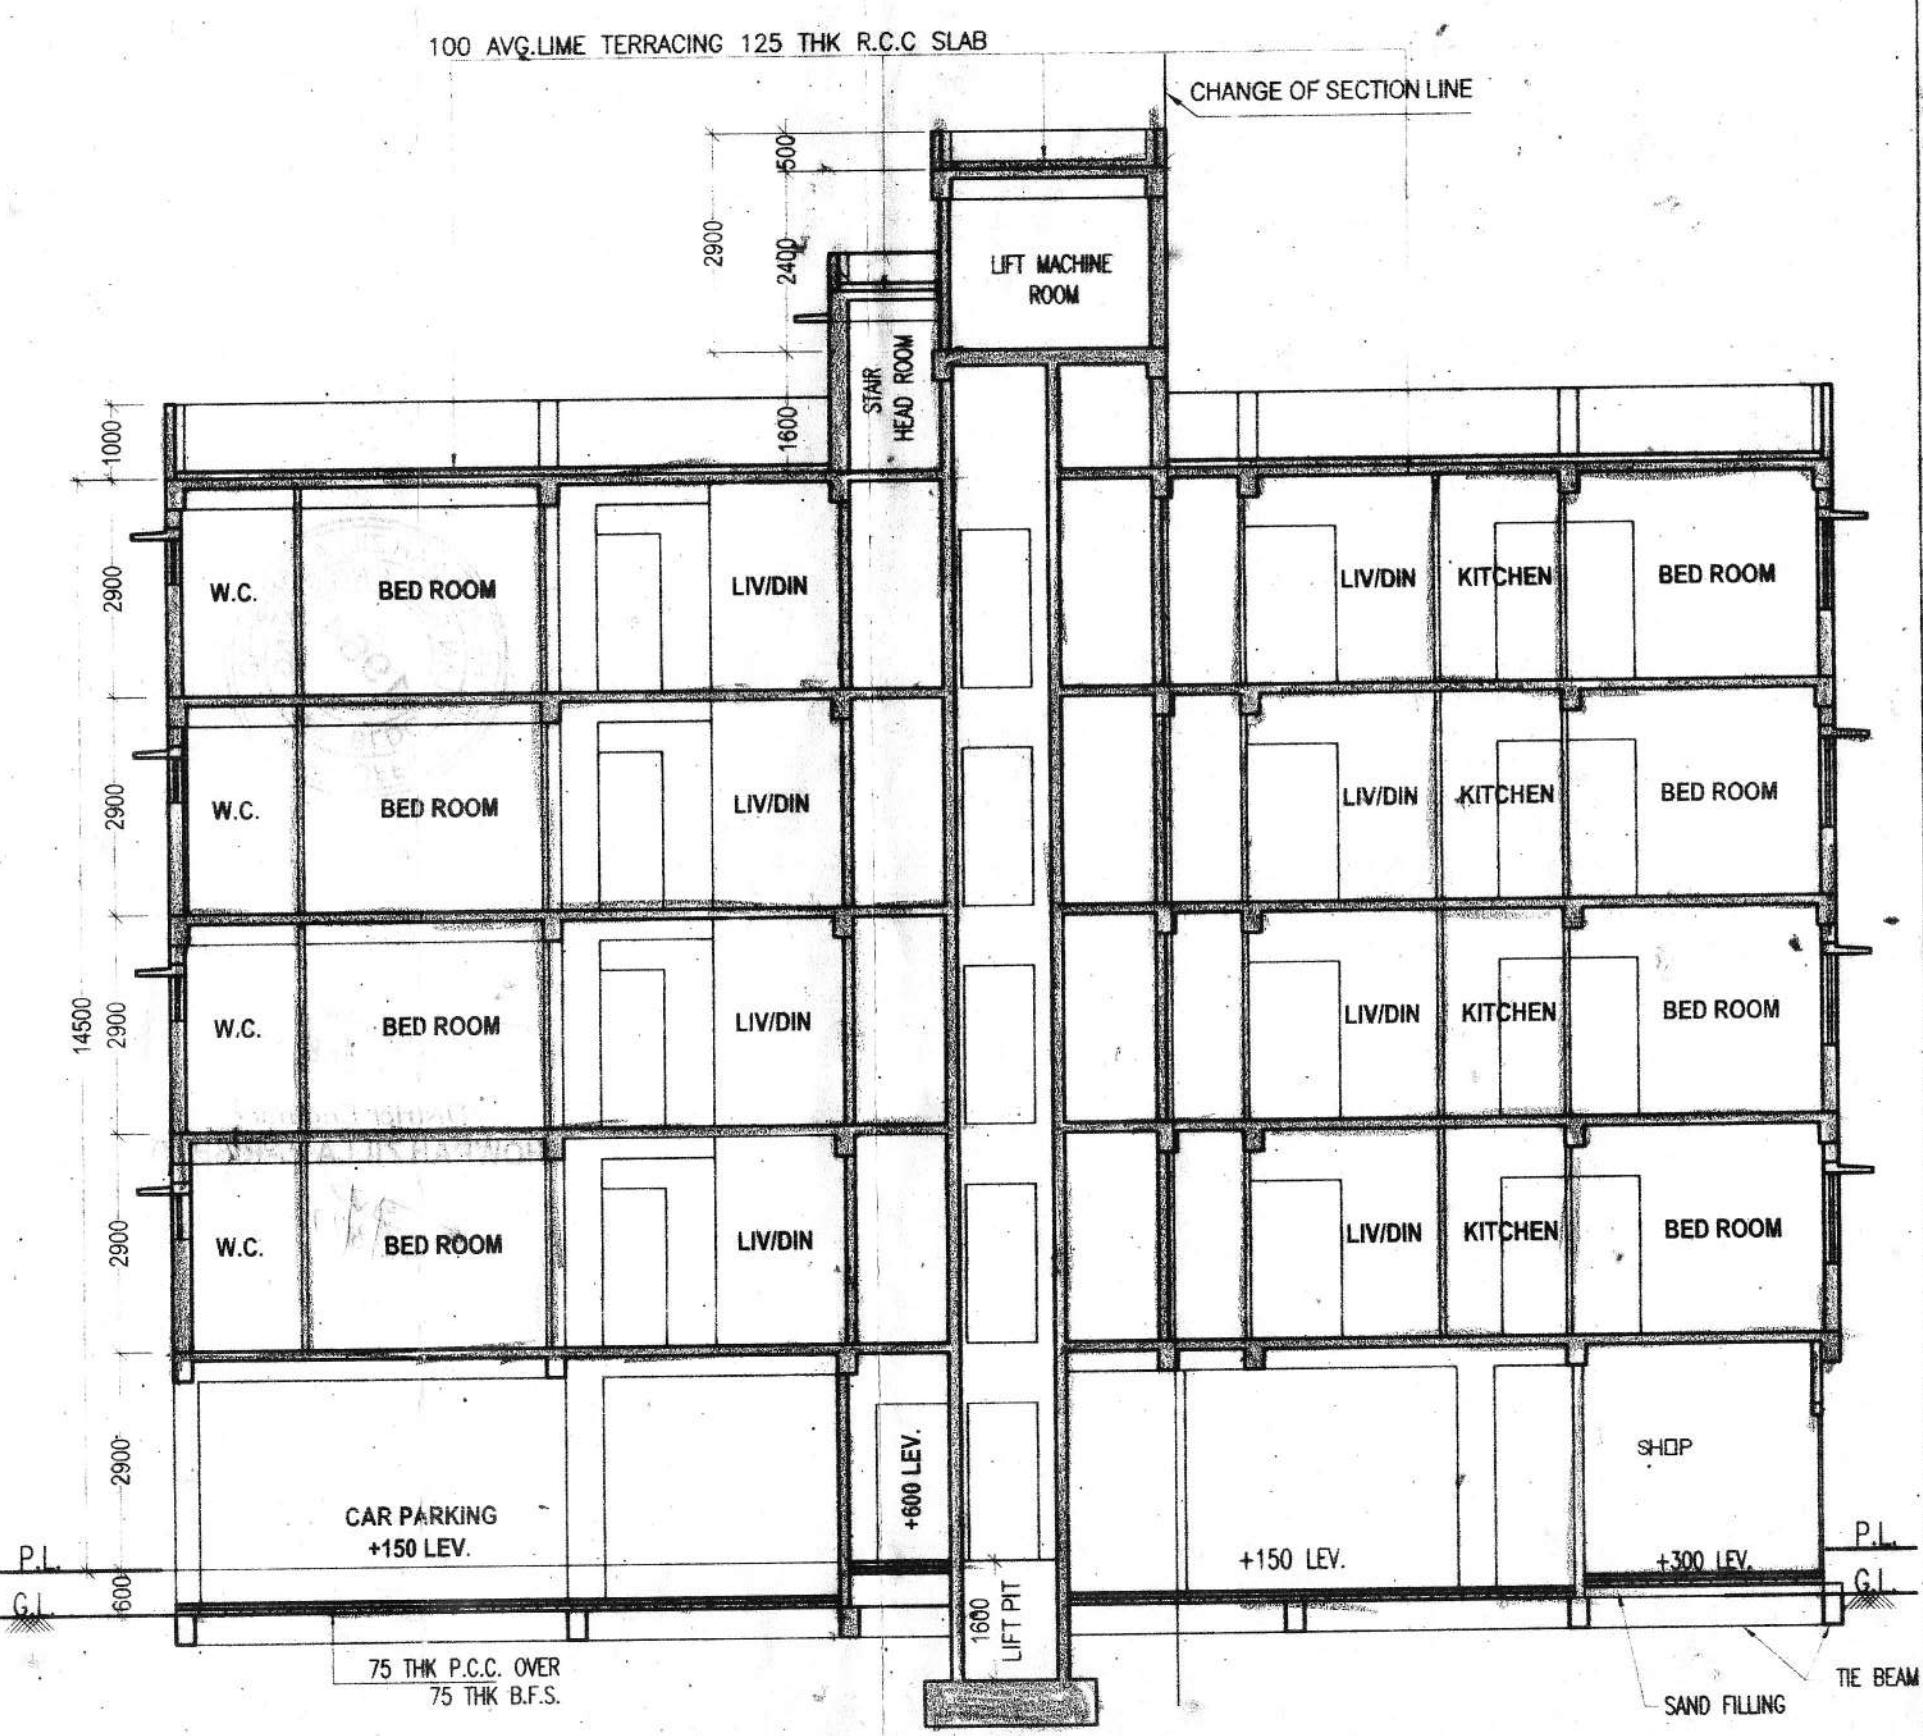 100 AVG.LIME TERRACING 125 THK R.C.C SLAB
CHANGE OF SECTION LINE
500
2900
2400
LIFT MACHINE
ROOM
STAIR
HEAD ROOM
1600
1000
2900
W.C.
BED ROOM
LIV/DIN
LIV/DIN
KITCHEN
BED ROOM
2900
W.C.
BED ROOM
LIV/DIN
LIV/DIN
KITCHEN
BED ROOM
14500
2900
W.C.
BED ROOM
LIV/DIN
LIV/DIN
KITCHEN
BED ROOM
2900
W.C.
BED ROOM
LIV/DIN
LIV/DIN
KITCHEN
BED ROOM
2900
CAR PARKING
+150 LEV.
+600 LEV.
SHOP
+150 LEV.
+300 LEV.
P.L.
P.L.
600
G.L.
G.L.
1600
LIFT PIT
75 THK P.C.C. OVER
75 THK B.F.S.
TIE BEAM
SAND FILLING